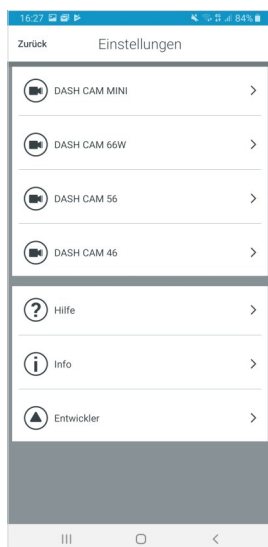 16:27 84%
Zurück Einstellungen
DASH CAM MINI
DASH CAM 66W
DASH CAM 56
DASH CAM 46
Hilfe
Info
Entwickler